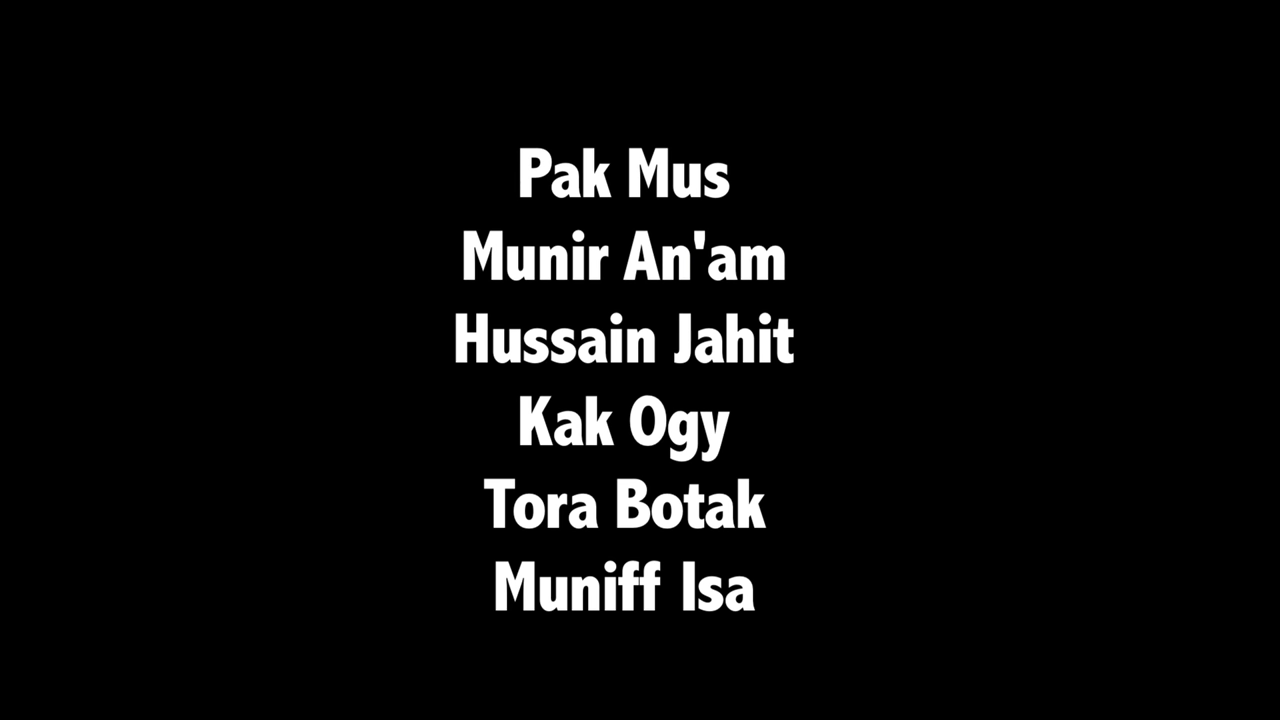 Pak Mus
Munir An'am
Hussain Jahit
Kak Ogy
Tora Botak
Muniff Isa